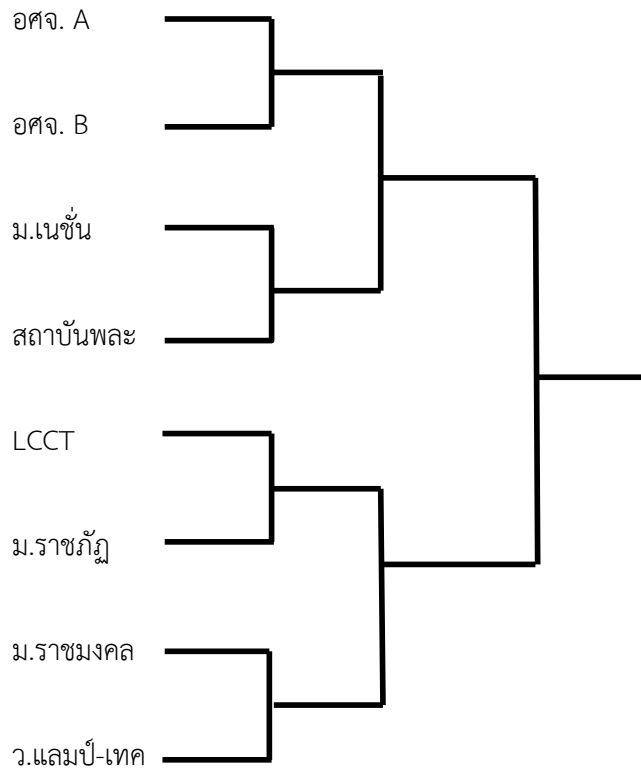 อศจ. A
อศจ. B
ม.เนชั่น
สถาบันพละ
LCCT
ม.ราชภัฏ
ม.ราชมงคล
ว.แลมป์-เทค